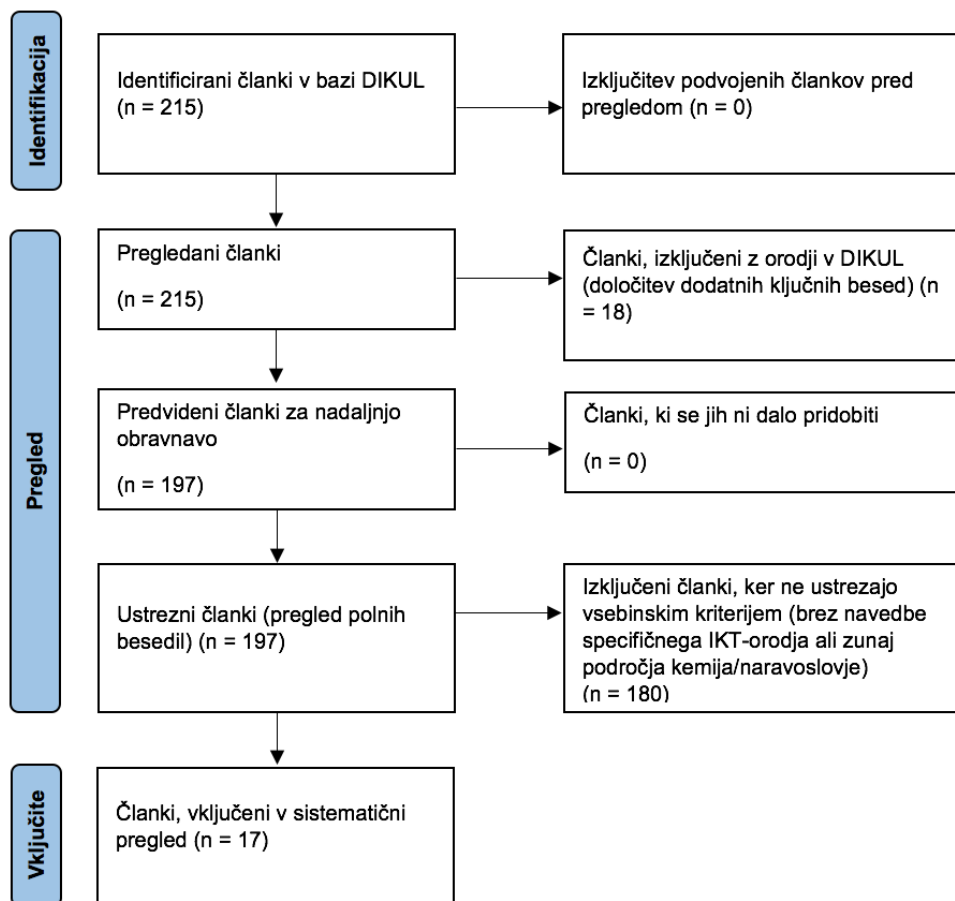 Identifikacija
Identificirani članki v bazi DIKUL
(n = 215)
Izključitev podvojenih člankov pred
pregledom (n = 0)
Pregled
Pregledani članki
(n = 215)
Članki, izključeni z orodji v DIKUL
(določitev dodatnih ključnih besed) (n
= 18)
Predvideni članki za nadaljnjo
obravnavo
(n = 197)
Članki, ki se jih ni dalo pridobiti
(n = 0)
Ustrezni članki (pregled polnih
besedil) (n = 197)
Izključeni članki, ker ne ustrezajo
vsebinskim kriterijem (brez navedbe
specifičnega IKT-orodja ali zunaj
področja kemija/naravoslovje)
(n = 180)
Vključite
Članki, vključeni v sistematični
pregled (n = 17)